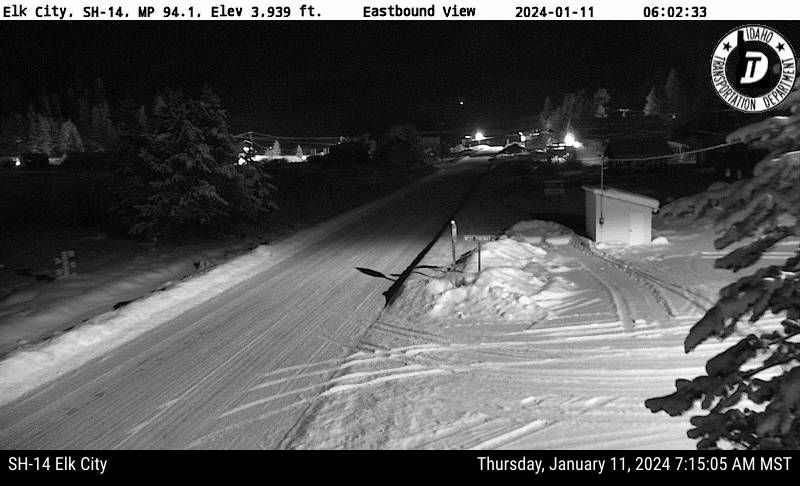 Elk City, SH-14, MP 94.1, Elev 3,939 ft. Eastbound View 2024-01-11 06:02:33
IDAHO
TRANSPORTATION DEPARTMENT
SH-14 Elk City Thursday, January 11, 2024 7:15:05 AM MST